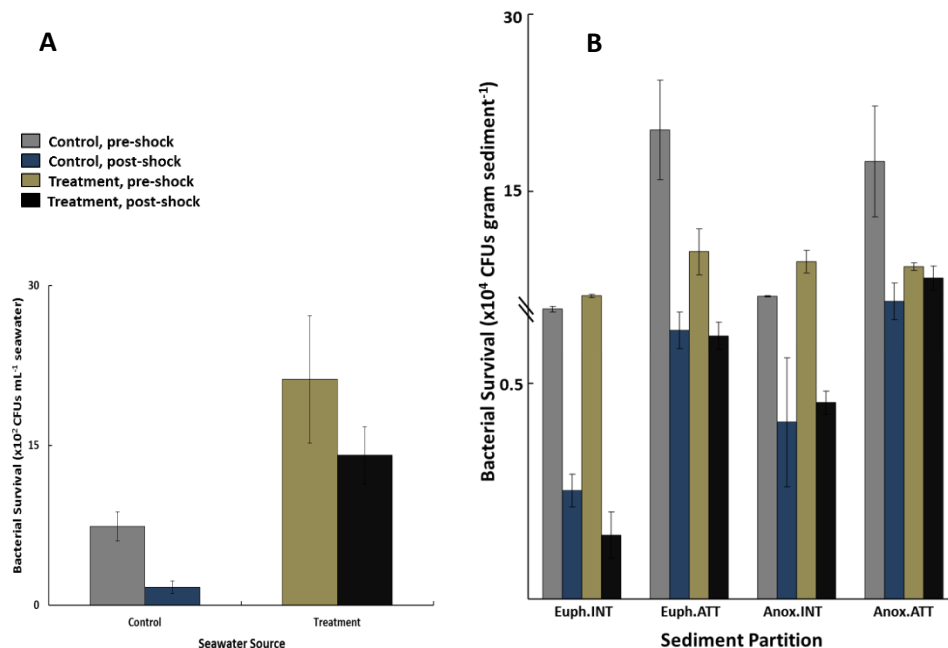 A
Control, pre-shock
Control, post-shock
Treatment, pre-shock
Treatment, post-shock
Bacterial Survival (x10² CFUs mL⁻¹ seawater)
30
15
0
Control
Treatment
Seawater Source
B
Bacterial Survival (x10⁴ CFUs gram sediment⁻¹)
30
15
0.5
Euph.INT
Euph.ATT
Anox.INT
Anox.ATT
Sediment Partition